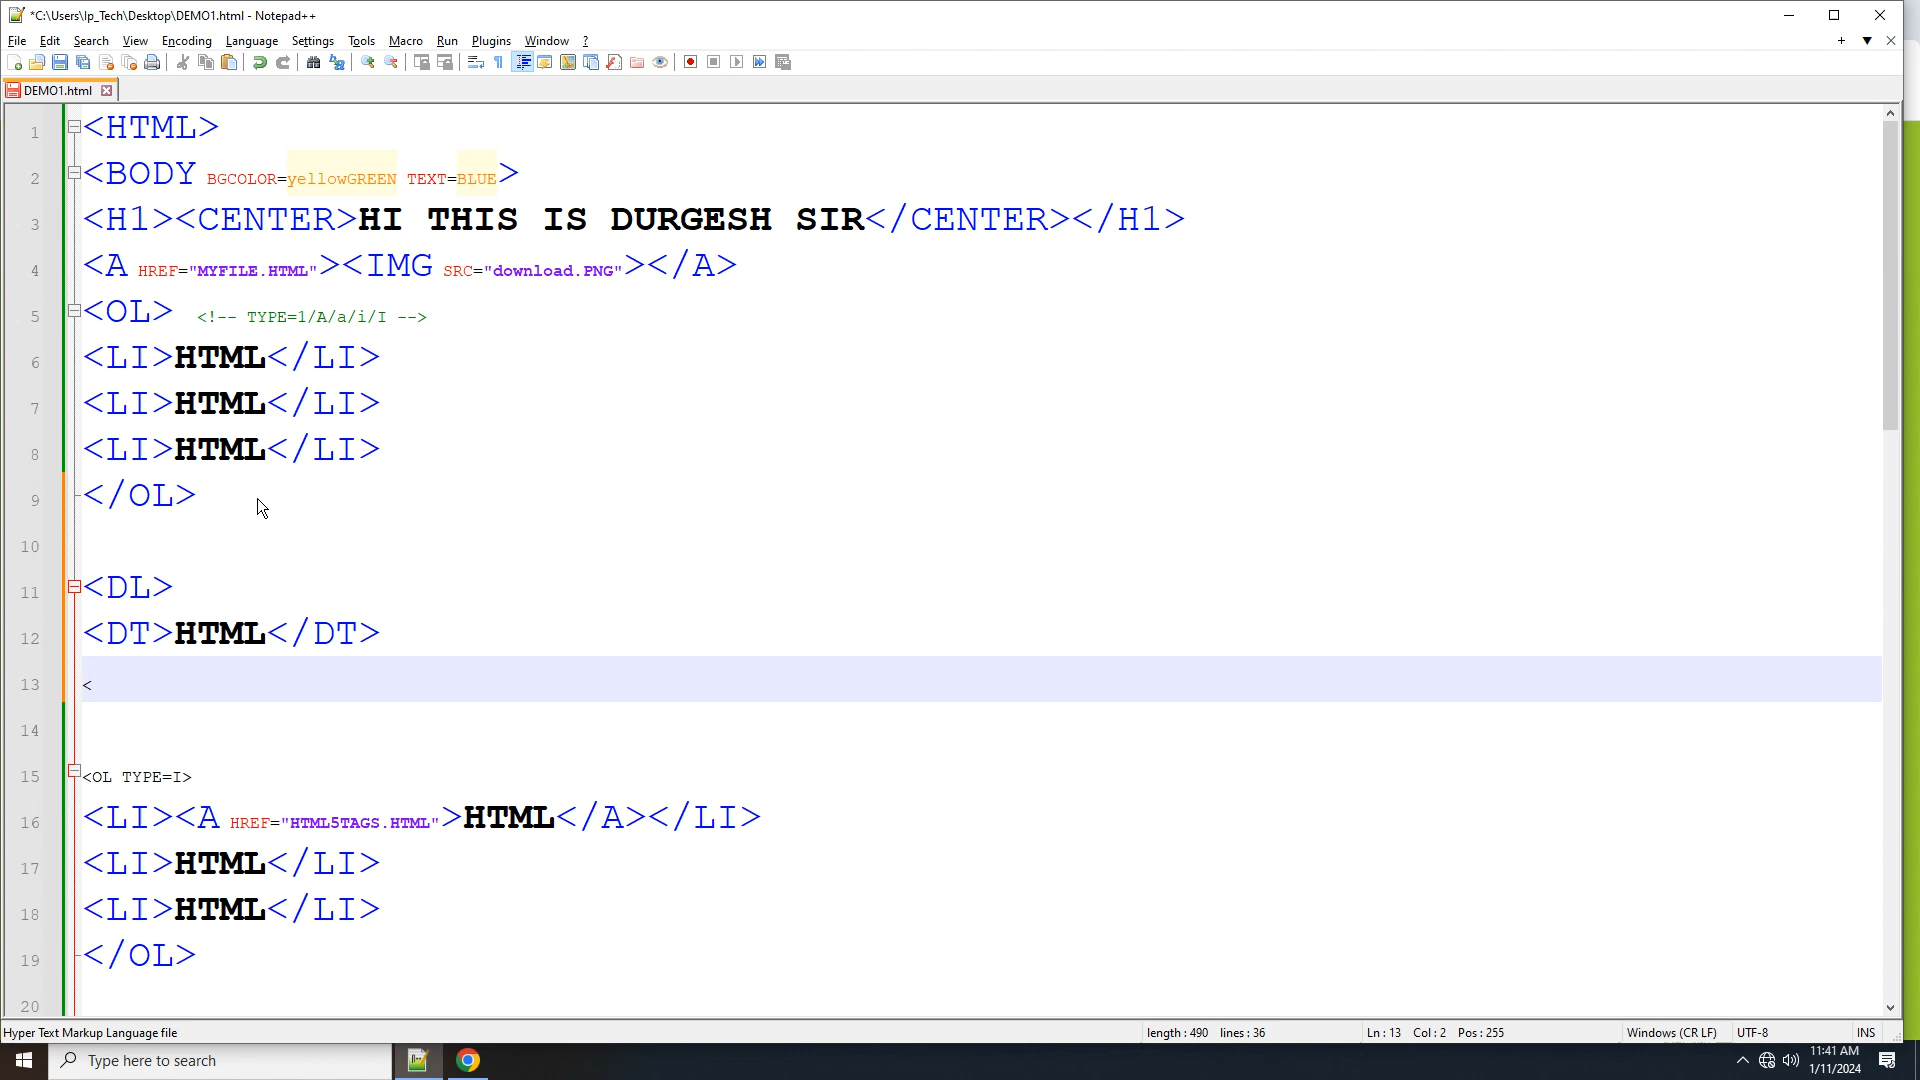 *C:\Users\lp_Tech\Desktop\DEMO1.html - Notepad++
File Edit Search View Encoding Language Settings Tools Macro Run Plugins Window ?
DEMO1.html
1 <HTML>
2 <BODY BGCOLOR=yellowGREEN TEXT=BLUE>
3 <H1><CENTER>HI THIS IS DURGESH SIR</CENTER></H1>
4 <A HREF="MYFILE.HTML"><IMG SRC="download.PNG"></A>
5 <OL> <!-- TYPE=1/A/a/i/I -->
6 <LI>HTML</LI>
7 <LI>HTML</LI>
8 <LI>HTML</LI>
9 </OL>
10
11 <DL>
12 <DT>HTML</DT>
13 <
14
15 <OL TYPE=I>
16 <LI><A HREF="HTML5TAGS.HTML">HTML</A></LI>
17 <LI>HTML</LI>
18 <LI>HTML</LI>
19 </OL>
20
Hyper Text Markup Language file length : 490 lines : 36 Ln : 13 Col : 2 Pos : 255 Windows (CR LF) UTF-8 INS
Type here to search
11:41 AM
1/11/2024